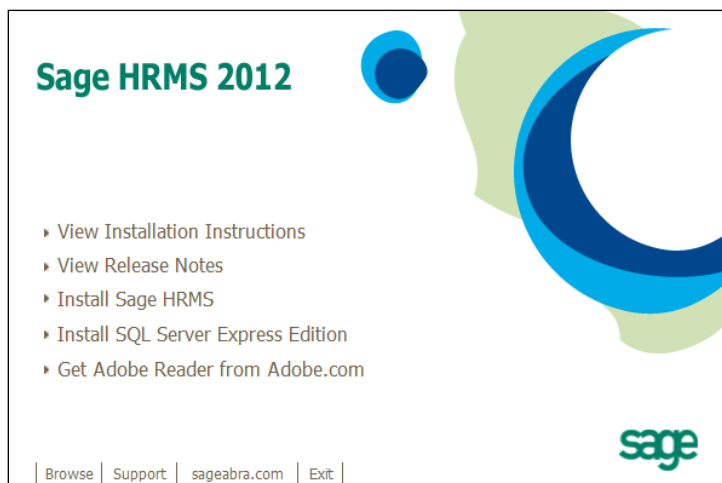 Sage HRMS 2012
View Installation Instructions
View Release Notes
Install Sage HRMS
Install SQL Server Express Edition
Get Adobe Reader from Adobe.com
sage
Browse | Support | sageabra.com | Exit